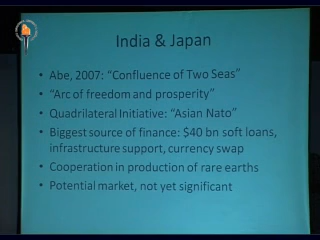 India & Japan
• Abe, 2007: "Confluence of Two Seas"
• "Arc of freedom and prosperity"
• Quadrilateral Initiative: "Asian Nato"
• Biggest source of finance: $40 bn soft loans,
infrastructure support, currency swap
• Cooperation in production of rare earths
• Potential market, not yet significant